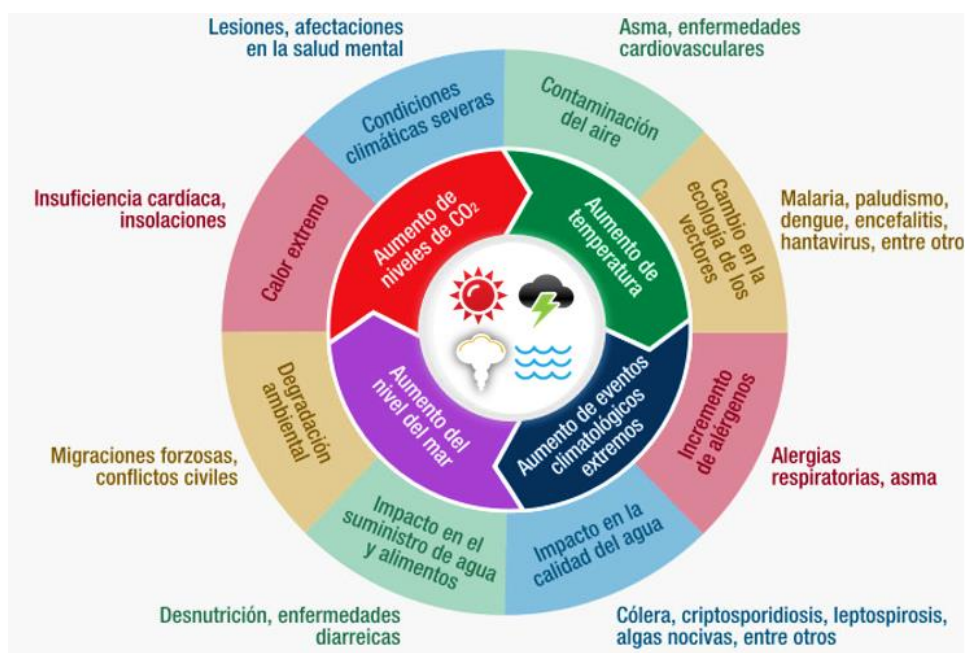 Lesiones, afectaciones
en la salud mental
Asma, enfermedades
cardiovasculares
Condiciones
climáticas severas
Contaminación
del aire
Insuficiencia cardíaca,
insolaciones
Calor extremo
Aumento de
niveles de CO₂
Aumento de
temperatura
Cambio en la
ecología de los
vectores
Malaria, paludismo,
dengue, encefalitis,
hantavirus, entre otro
Degradación
ambiental
Aumento del
nivel del mar
Aumento de eventos
climatológicos
extremos
Incremento
de alérgenos
Migraciones forzosas,
conflictos civiles
Alergias
respiratorias, asma
Impacto en el
suministro de agua
y alimentos
Impacto en la
calidad del agua
Desnutrición, enfermedades
diarreicas
Cólera, criptosporidiosis, leptospirosis,
algas nocivas, entre otros